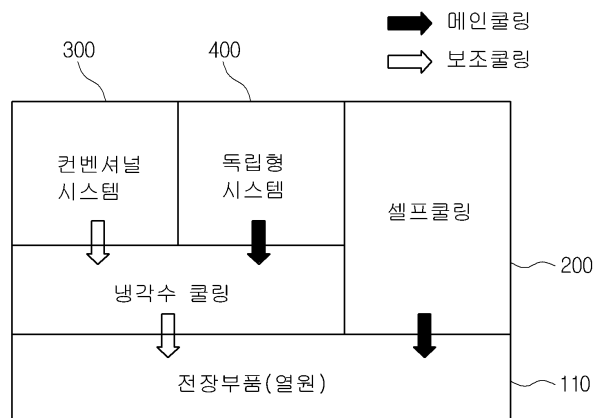 메인쿨링
보조쿨링
300
400
컨벤셔널
시스템
독립형
시스템
셀프쿨링
냉각수 쿨링
200
전장부품(열원)
110